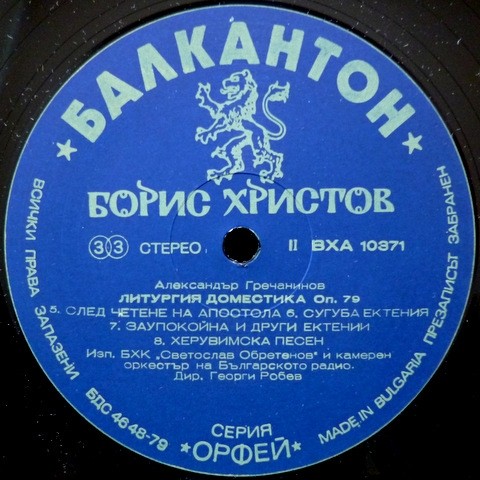 ★ БАЛКАНТОН ★
БОРИС ХРИСТОВ
33 СТЕРЕО II ВХА 10371
Александър Гречанинов
ЛИТУРГИЯ ДОМЕСТИКА Оп. 79
5. СЛЕД ЧЕТЕНЕ НА АПОСТОЛА 6. СУГУБА ЕКТЕНИЯ
7. ЗАУПОКОЙНА И ДРУГИ ЕКТЕНИИ
8. ХЕРУВИМСКА ПЕСЕН
Изп. БХК „Светослав Обретенов" и камерен
оркестър на Българското радио.
Дир. Георги Робев
СЕРИЯ
★ ОРФЕЙ ★
ВСИЧКИ ПРАВА ЗАПАЗЕНИ
БДС 4648-79
MADE IN BULGARIA ПРЕЗАПИСЪТ ЗАБРАНЕН